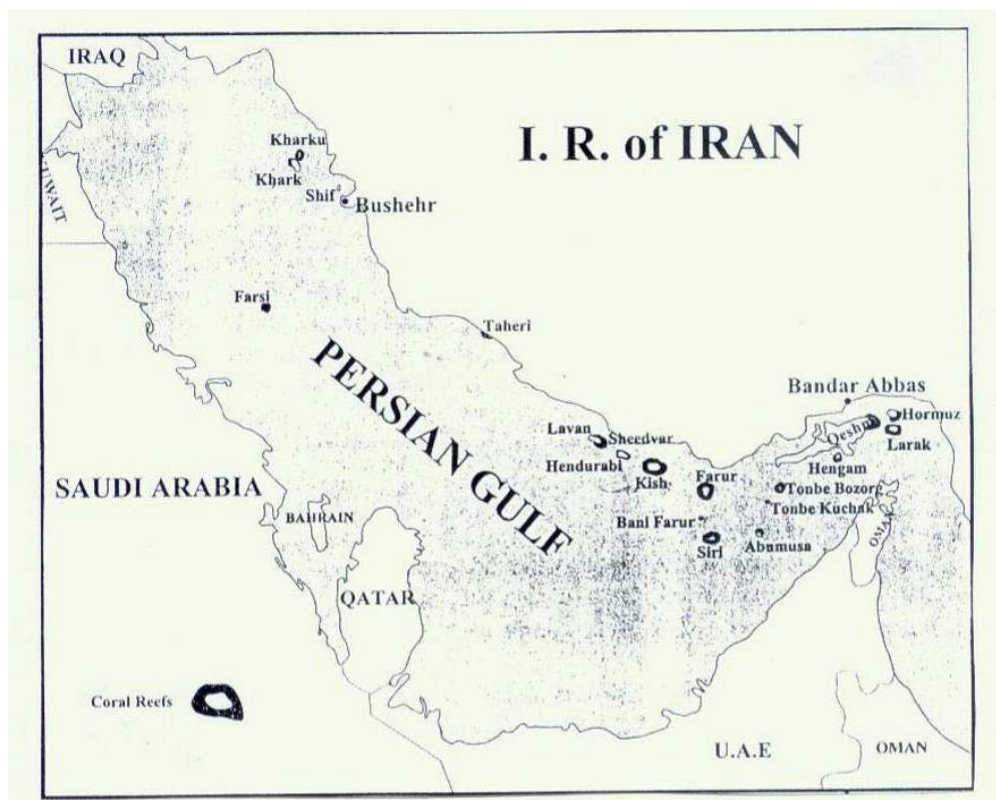 IRAQ
I. R. of IRAN
Kharku
Khark
KUWAIT
Shif
Bushehr
Farsi
Taheri
PERSIAN GULF
Bandar Abbas
Hormuz
Lavan
Sheedvar
Qeshm
Larak
Hendurabi
Kish
Farur
Hengam
SAUDI ARABIA
Tonbe Bozorg
Tonbe Kuchak
BAHRAIN
Bani Farur
OMAN
Siri
Abumusa
QATAR
Coral Reefs
U.A.E
OMAN